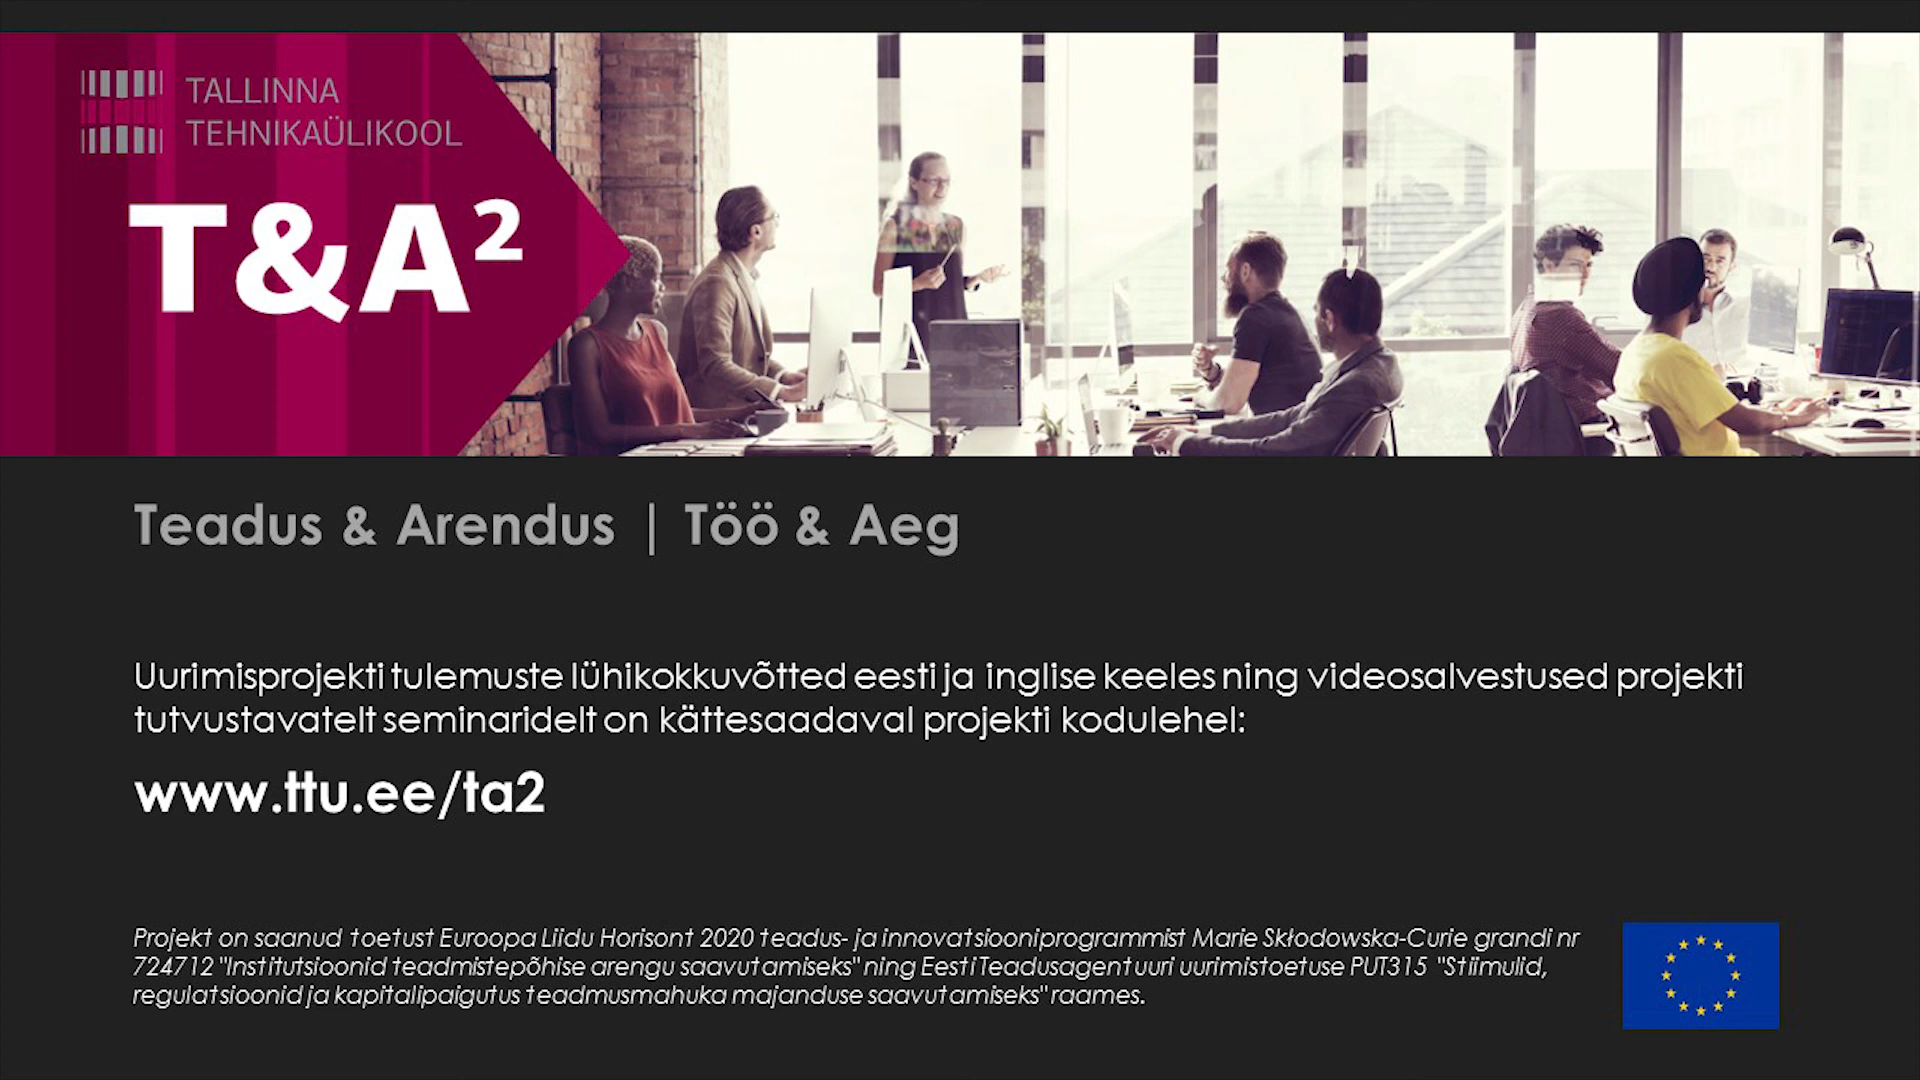 TALLINNA
TEHNIKAÜLIKOOL
T&A²
Teadus & Arendus | Töö & Aeg
Uurimisprojekti tulemuste lühikokkuvõtted eesti ja inglise keeles ning videosalvestused projekti
tutvustavatelt seminaridelt on kättesaadaval projekti kodulehel:
www.ttu.ee/ta2
Projekt on saanud toetust Euroopa Liidu Horisont 2020 teadus- ja innovatsiooniprogrammist Marie Skłodowska-Curie grandi nr
724712 "Institutsioonid teadmistepõhise arengu saavutamiseks" ning Eesti Teadusagentuuri uurimistoetuse PUT315 "Stiimulid,
regulatsioonid ja kapitalipaigutus teadmusmahuka majanduse saavutamiseks" raames.